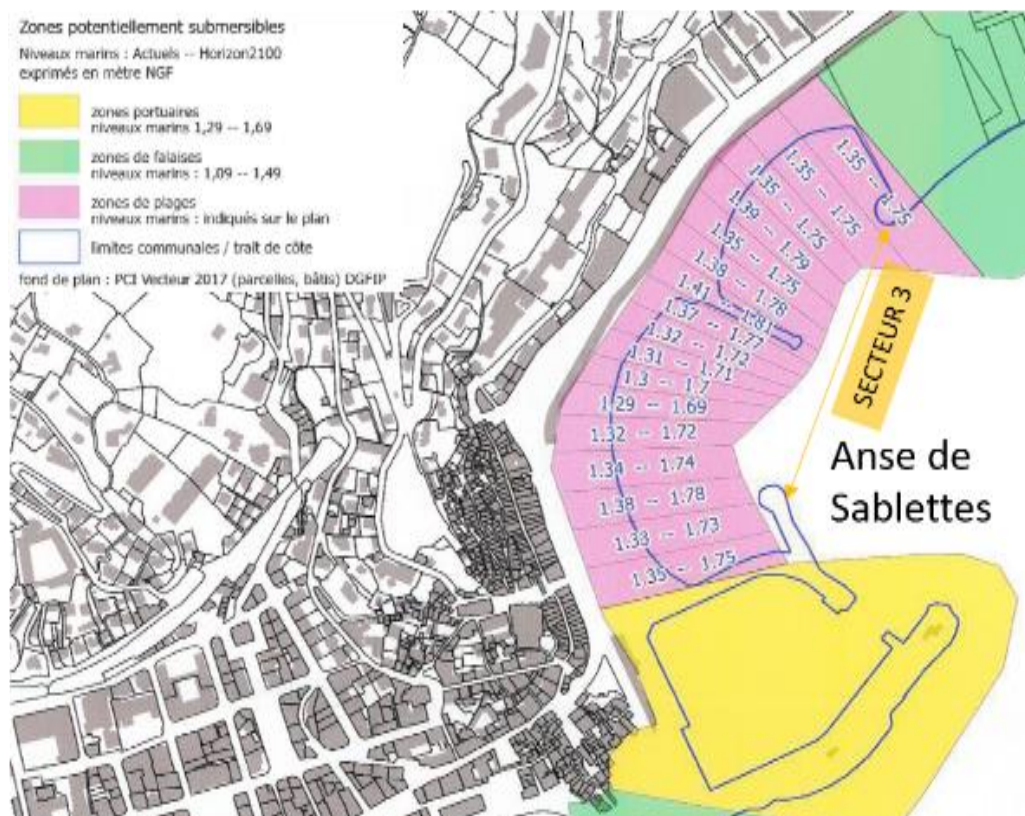 Zones potentiellement submersibles
Niveaux marins : Actuels -- Horizon2100
exprimés en mètre NGF
zones portuaires
niveaux marins 1,29 -- 1,69
zones de falaises
niveaux marins : 1,09 -- 1,49
zones de plages
niveaux marins : indiqués sur le plan
limites communales / trait de côte
fond de plan : PCI Vecteur 2017 (parcelles, bâtis) DGFIP
1.35 -- 1.75
1.35 -- 1.75
1.35 -- 1.75
1.39 -- 1.79
1.35 -- 1.75
1.38 -- 1.78
1.41 -- 1.81
1.37 -- 1.77
1.32 -- 1.72
1.31 -- 1.71
1.3 -- 1.7
1.29 -- 1.69
1.32 -- 1.72
1.34 -- 1.74
1.38 -- 1.78
1.33 -- 1.73
1.35 -- 1.75
SECTEUR 3
Anse de
Sablettes